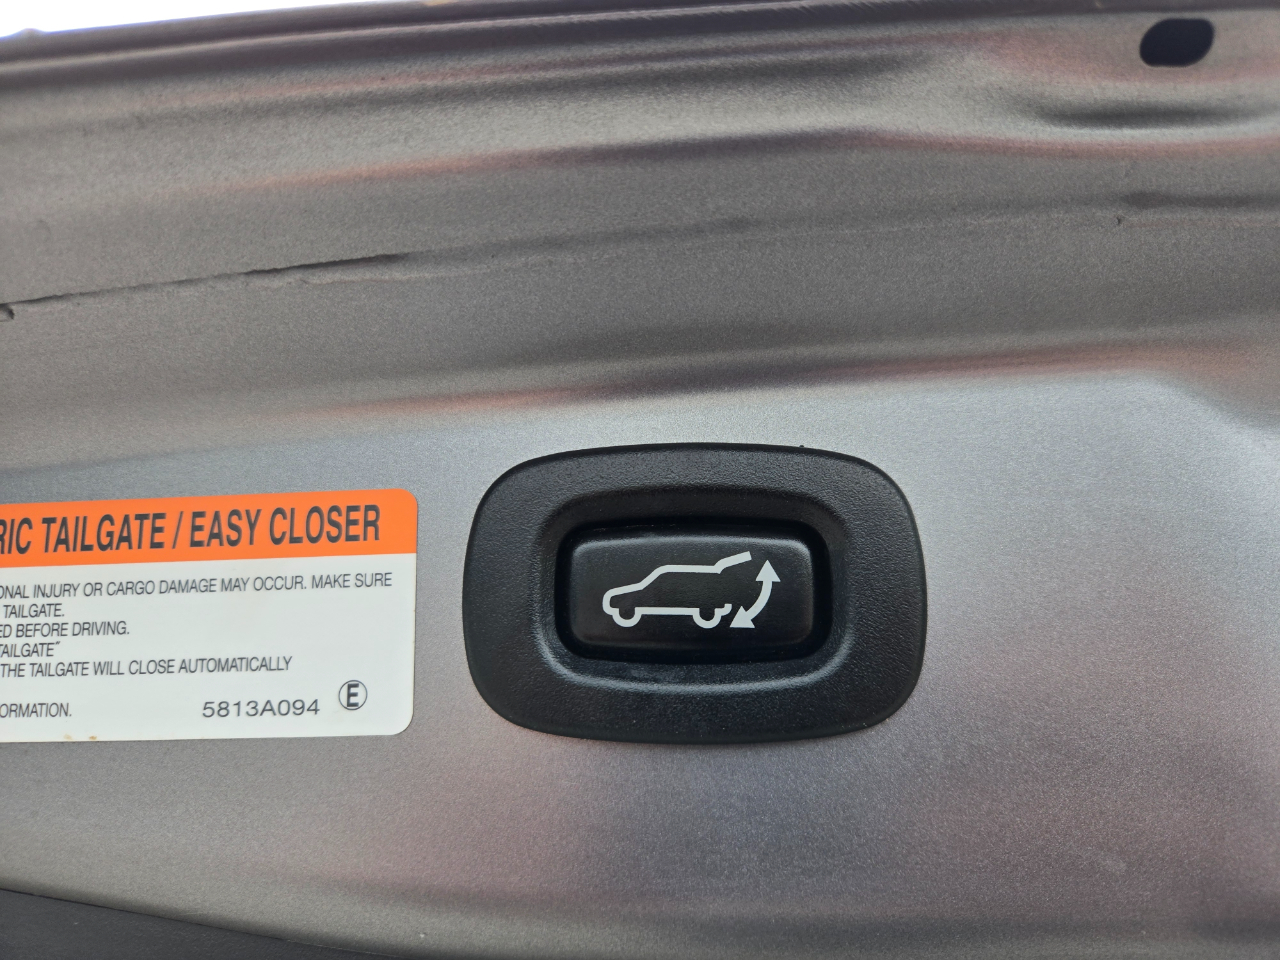 RIC TAILGATE / EASY CLOSER
ONAL INJURY OR CARGO DAMAGE MAY OCCUR. MAKE SURE
TAILGATE.
ED BEFORE DRIVING.
TAILGATE"
THE TAILGATE WILL CLOSE AUTOMATICALLY
ORMATION.
5813A094 E